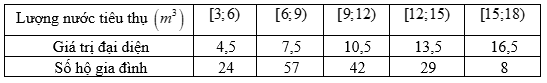 Lượng nước tiêu thụ (m³) [3;6) [6;9) [9;12) [12;15) [15;18)
Giá trị đại diện 4,5 7,5 10,5 13,5 16,5
Số hộ gia đình 24 57 42 29 8